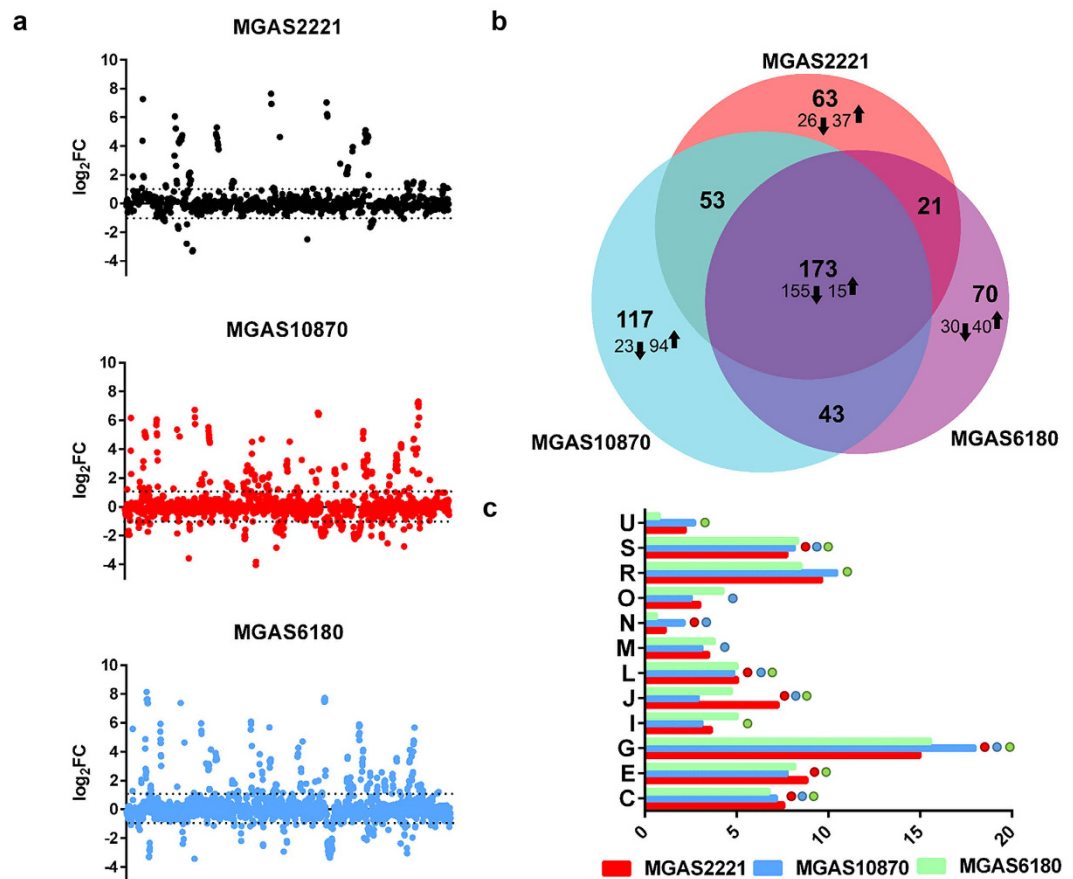 a
MGAS2221
10
8
6
4
2
0
-2
-4
log2FC
MGAS10870
10
8
6
4
2
0
-2
-4
log2FC
MGAS6180
10
8
6
4
2
0
-2
-4
log2FC
b
MGAS2221
63
26 37
53
21
173
155 15
117
23 94
70
30 40
43
MGAS10870
MGAS6180
c
U
S
R
O
N
M
L
J
I
G
E
C
0 5 10 15 20
MGAS2221 MGAS10870 MGAS6180